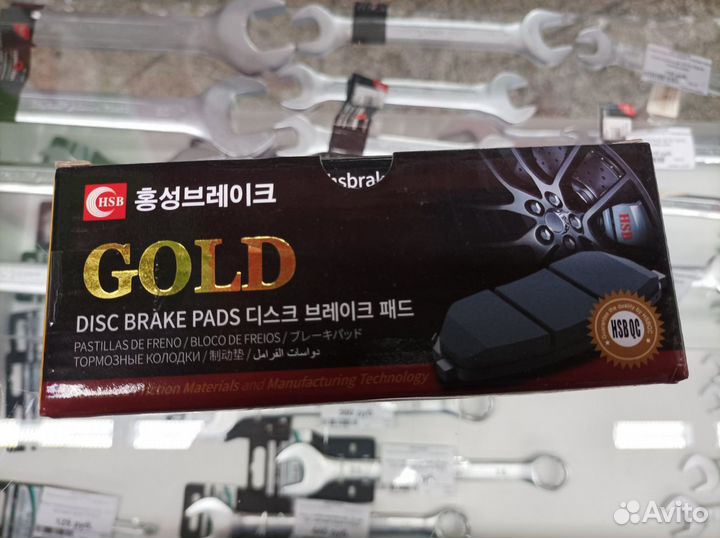 HSB 홍성브레이크
hsbrak
GOLD
DISC BRAKE PADS 디스크 브레이크 패드
PASTILLAS DE FRENO / BLOCO DE FREIOS / ブレーキパッド
ТОРМОЗНЫЕ КОЛОДКИ / 制动垫 / دواسات الفرامل
Materials and Manufacturing Technology
HSB
HSB QC
Avito